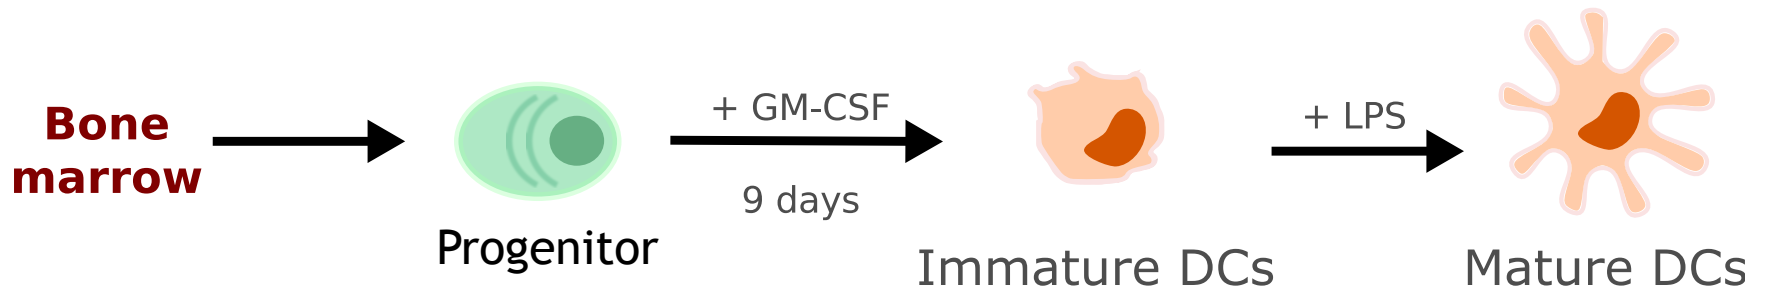 Bone
marrow
Progenitor
+ GM-CSF
9 days
Immature DCs
+ LPS
Mature DCs